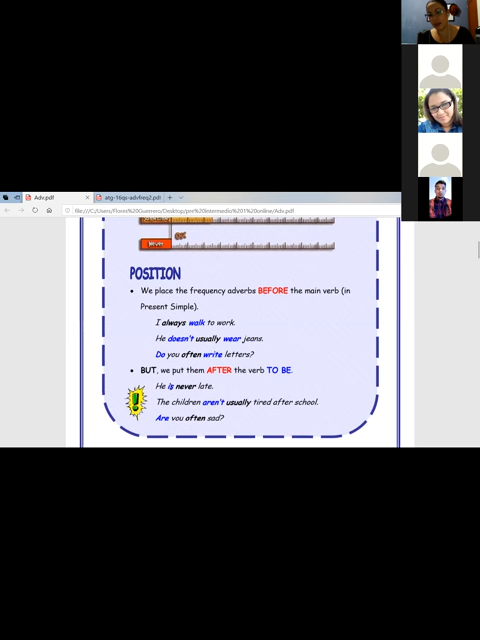 Adv.pdf
atg-16qs-advfreq2.pdf
file:///C:/Users/Flores%20Guerrero/Desktop/pre%20intermedio%201%20online/Adv.pdf
0%
Never
POSITION
We place the frequency adverbs BEFORE the main verb (in
Present Simple).
I always walk to work.
He doesn't usually wear jeans.
Do you often write letters?
BUT, we put them AFTER the verb TO BE.
He is never late.
The children aren't usually tired after school.
Are you often sad?